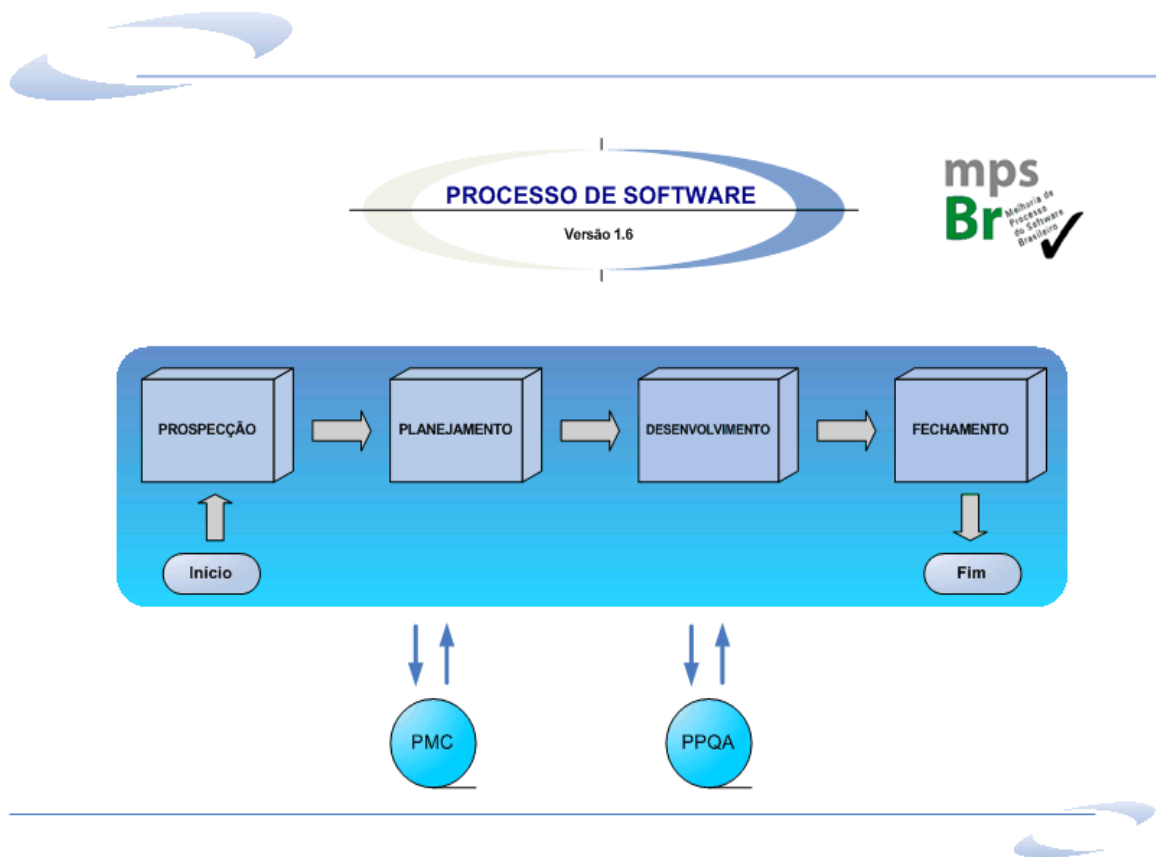 PROCESSO DE SOFTWARE
Versão 1.6
mps
Br
Melhoria de
Processo
do Software
Brasileiro
PROSPECÇÃO
PLANEJAMENTO
DESENVOLVIMENTO
FECHAMENTO
Início
Fim
PMC
PPQA